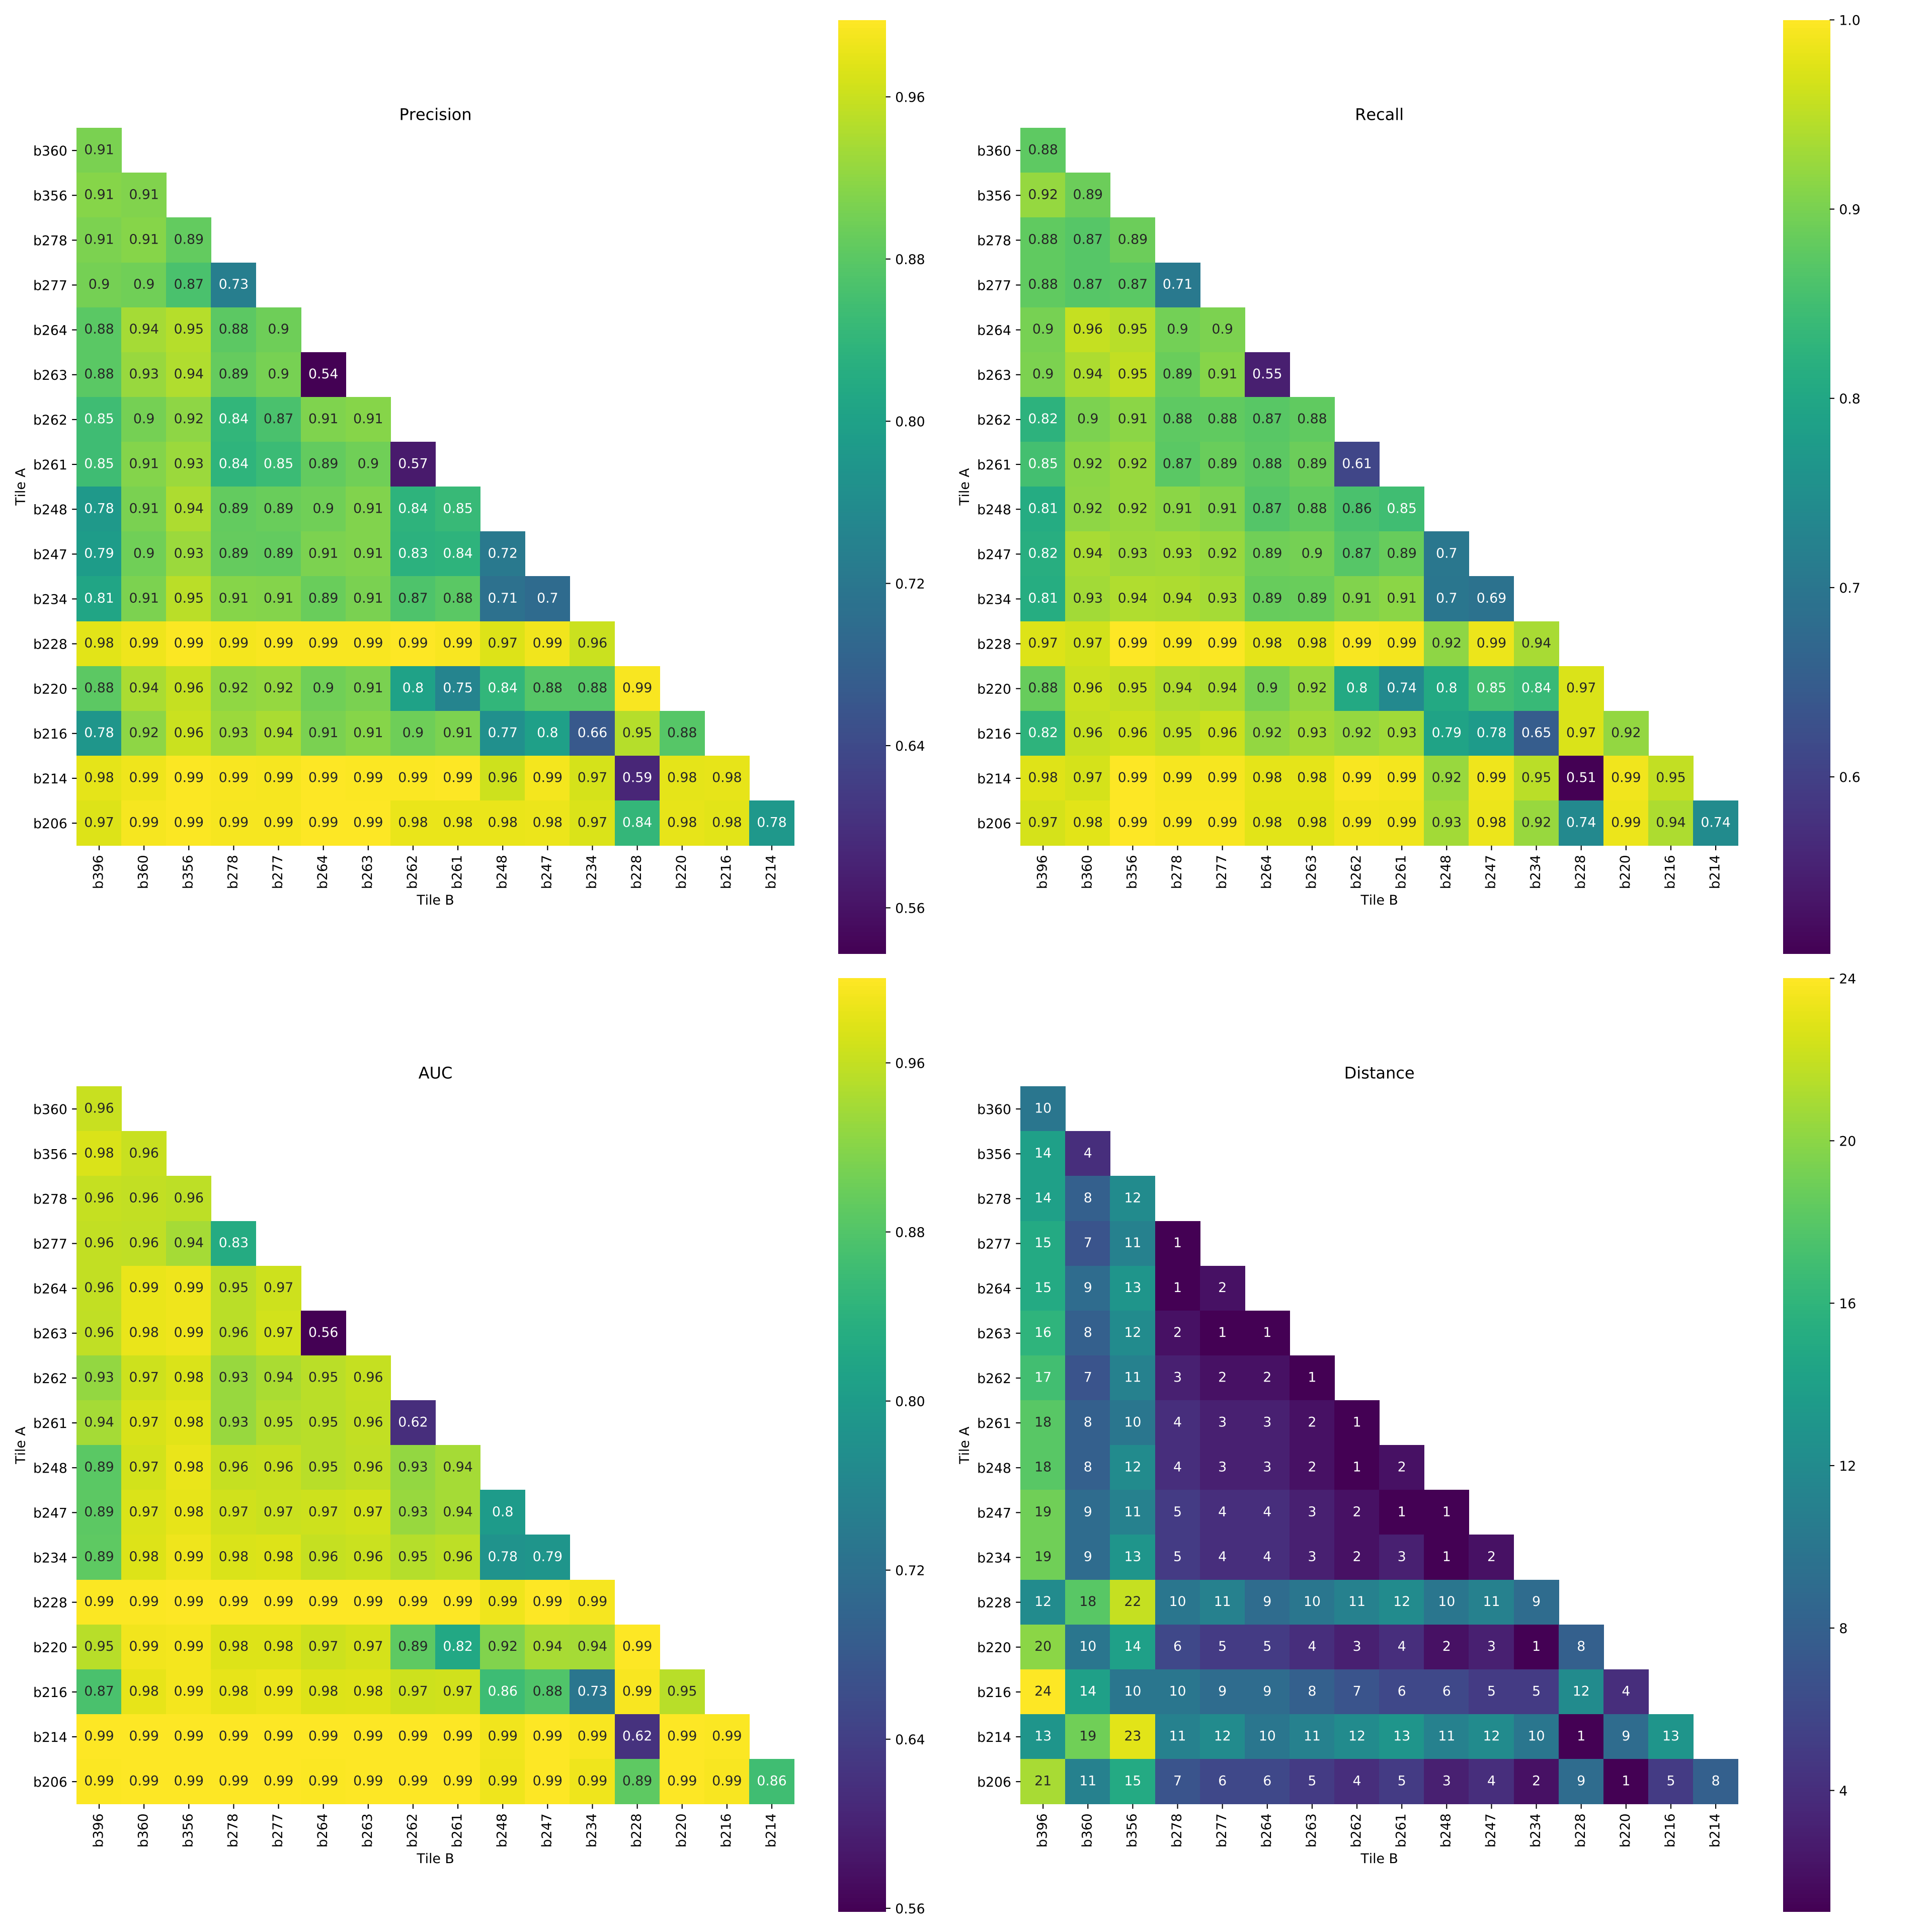 Precision
b360 0.91
b356 0.91 0.91
b278 0.91 0.91 0.89
b277 0.9 0.9 0.87 0.73
b264 0.88 0.94 0.95 0.88 0.9
b263 0.88 0.93 0.94 0.89 0.9 0.54
b262 0.85 0.9 0.92 0.84 0.87 0.91 0.91
b261 0.85 0.91 0.93 0.84 0.85 0.89 0.9 0.57
b248 0.78 0.91 0.94 0.89 0.89 0.9 0.91 0.84 0.85
b247 0.79 0.9 0.93 0.89 0.89 0.91 0.91 0.83 0.84 0.72
b234 0.81 0.91 0.95 0.91 0.91 0.89 0.91 0.87 0.88 0.71 0.7
b228 0.98 0.99 0.99 0.99 0.99 0.99 0.99 0.99 0.99 0.97 0.99 0.96
b220 0.88 0.94 0.96 0.92 0.92 0.9 0.91 0.8 0.75 0.84 0.88 0.88 0.99
b216 0.78 0.92 0.96 0.93 0.94 0.91 0.91 0.9 0.91 0.77 0.8 0.66 0.95 0.88
b214 0.98 0.99 0.99 0.99 0.99 0.99 0.99 0.99 0.99 0.96 0.99 0.97 0.59 0.98 0.98
b206 0.97 0.99 0.99 0.99 0.99 0.99 0.99 0.98 0.98 0.98 0.98 0.97 0.84 0.98 0.98 0.78
b396 b360 b356 b278 b277 b264 b263 b262 b261 b248 b247 b234 b228 b220 b216 b214
Tile B
Tile A
0.96
0.88
0.80
0.72
0.64
0.56
Recall
b360 0.88
b356 0.92 0.89
b278 0.88 0.87 0.89
b277 0.88 0.87 0.87 0.71
b264 0.9 0.96 0.95 0.9 0.9
b263 0.9 0.94 0.95 0.89 0.91 0.55
b262 0.82 0.9 0.91 0.88 0.88 0.87 0.88
b261 0.85 0.92 0.92 0.87 0.89 0.88 0.89 0.61
b248 0.81 0.92 0.92 0.91 0.91 0.87 0.88 0.86 0.85
b247 0.82 0.94 0.93 0.93 0.92 0.89 0.9 0.87 0.89 0.7
b234 0.81 0.93 0.94 0.94 0.93 0.89 0.89 0.91 0.91 0.7 0.69
b228 0.97 0.97 0.99 0.99 0.99 0.98 0.98 0.99 0.99 0.92 0.99 0.94
b220 0.88 0.96 0.95 0.94 0.94 0.9 0.92 0.8 0.74 0.8 0.85 0.84 0.97
b216 0.82 0.96 0.96 0.95 0.96 0.92 0.93 0.92 0.93 0.79 0.78 0.65 0.97 0.92
b214 0.98 0.97 0.99 0.99 0.99 0.98 0.98 0.99 0.99 0.92 0.99 0.95 0.51 0.99 0.95
b206 0.97 0.98 0.99 0.99 0.99 0.98 0.98 0.99 0.99 0.93 0.98 0.92 0.74 0.99 0.94 0.74
b396 b360 b356 b278 b277 b264 b263 b262 b261 b248 b247 b234 b228 b220 b216 b214
Tile B
Tile A
1.0
0.9
0.8
0.7
0.6
AUC
b360 0.96
b356 0.98 0.96
b278 0.96 0.96 0.96
b277 0.96 0.96 0.94 0.83
b264 0.96 0.99 0.99 0.95 0.97
b263 0.96 0.98 0.99 0.96 0.97 0.56
b262 0.93 0.97 0.98 0.93 0.94 0.95 0.96
b261 0.94 0.97 0.98 0.93 0.95 0.95 0.96 0.62
b248 0.89 0.97 0.98 0.96 0.96 0.95 0.96 0.93 0.94
b247 0.89 0.97 0.98 0.97 0.97 0.97 0.97 0.93 0.94 0.8
b234 0.89 0.98 0.99 0.98 0.98 0.96 0.96 0.95 0.96 0.78 0.79
b228 0.99 0.99 0.99 0.99 0.99 0.99 0.99 0.99 0.99 0.99 0.99 0.99
b220 0.95 0.99 0.99 0.98 0.98 0.97 0.97 0.89 0.82 0.92 0.94 0.94 0.99
b216 0.87 0.98 0.99 0.98 0.99 0.98 0.98 0.97 0.97 0.86 0.88 0.73 0.99 0.95
b214 0.99 0.99 0.99 0.99 0.99 0.99 0.99 0.99 0.99 0.99 0.99 0.99 0.62 0.99 0.99
b206 0.99 0.99 0.99 0.99 0.99 0.99 0.99 0.99 0.99 0.99 0.99 0.99 0.89 0.99 0.99 0.86
b396 b360 b356 b278 b277 b264 b263 b262 b261 b248 b247 b234 b228 b220 b216 b214
Tile B
Tile A
0.96
0.88
0.80
0.72
0.64
0.56
Distance
b360 10
b356 14 4
b278 14 8 12
b277 15 7 11 1
b264 15 9 13 1 2
b263 16 8 12 2 1 1
b262 17 7 11 3 2 2 1
b261 18 8 10 4 3 3 2 1
b248 18 8 12 4 3 3 2 1 2
b247 19 9 11 5 4 4 3 2 1 1
b234 19 9 13 5 4 4 3 2 3 1 2
b228 12 18 22 10 11 9 10 11 12 10 11 9
b220 20 10 14 6 5 5 4 3 4 2 3 1 8
b216 24 14 10 10 9 9 8 7 6 6 5 5 12 4
b214 13 19 23 11 12 10 11 12 13 11 12 10 1 9 13
b206 21 11 15 7 6 6 5 4 5 3 4 2 9 1 5 8
b396 b360 b356 b278 b277 b264 b263 b262 b261 b248 b247 b234 b228 b220 b216 b214
Tile B
Tile A
24
20
16
12
8
4